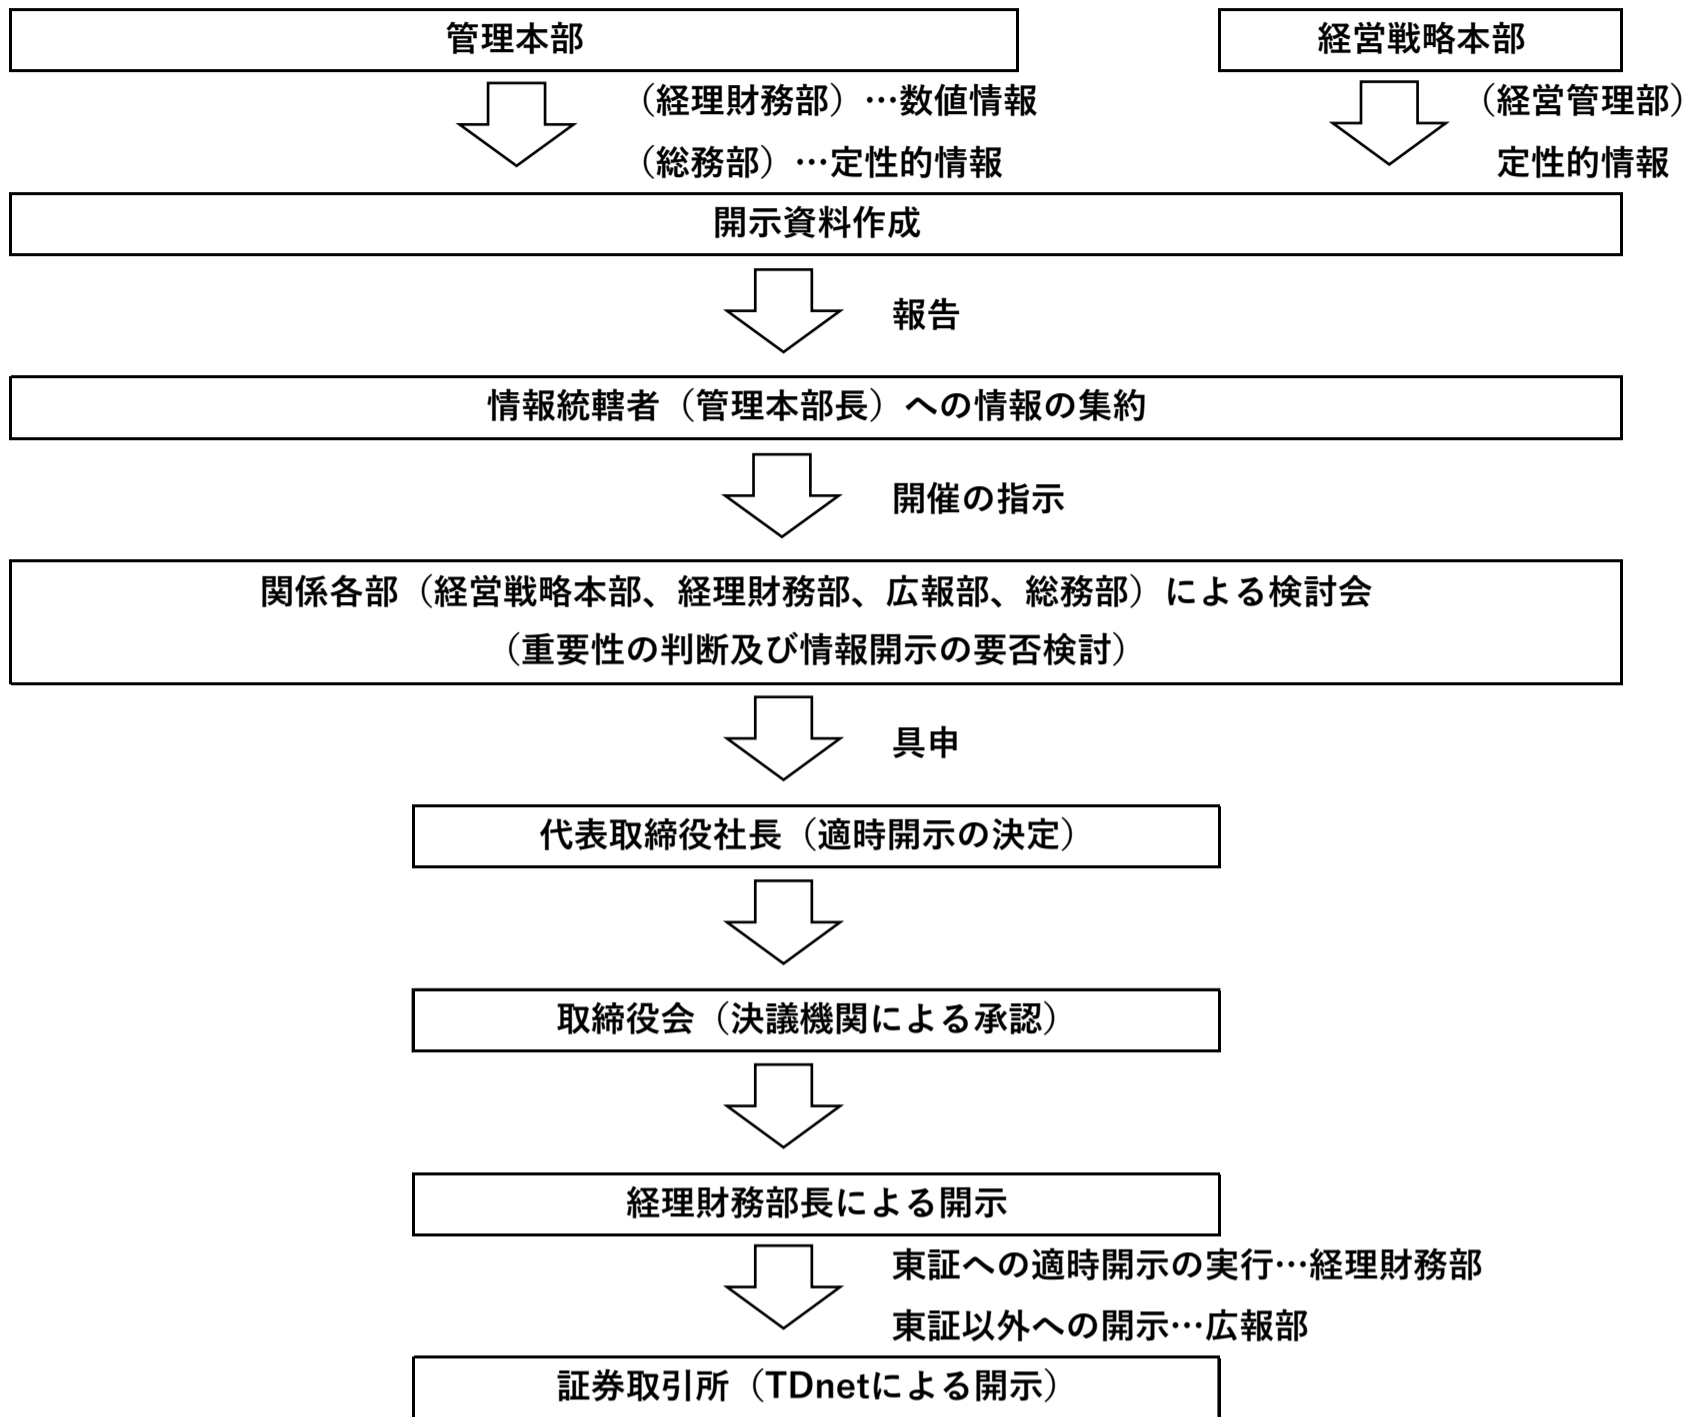 管理本部
経営戦略本部
（経理財務部）…数値情報
（総務部）…定性的情報
（経営管理部）
定性的情報
開示資料作成
報告
情報統轄者（管理本部長）への情報の集約
開催の指示
関係各部（経営戦略本部、経理財務部、広報部、総務部）による検討会
（重要性の判断及び情報開示の要否検討）
具申
代表取締役社長（適時開示の決定）
取締役会（決議機関による承認）
経理財務部長による開示
東証への適時開示の実行…経理財務部
東証以外への開示…広報部
証券取引所（TDnetによる開示）